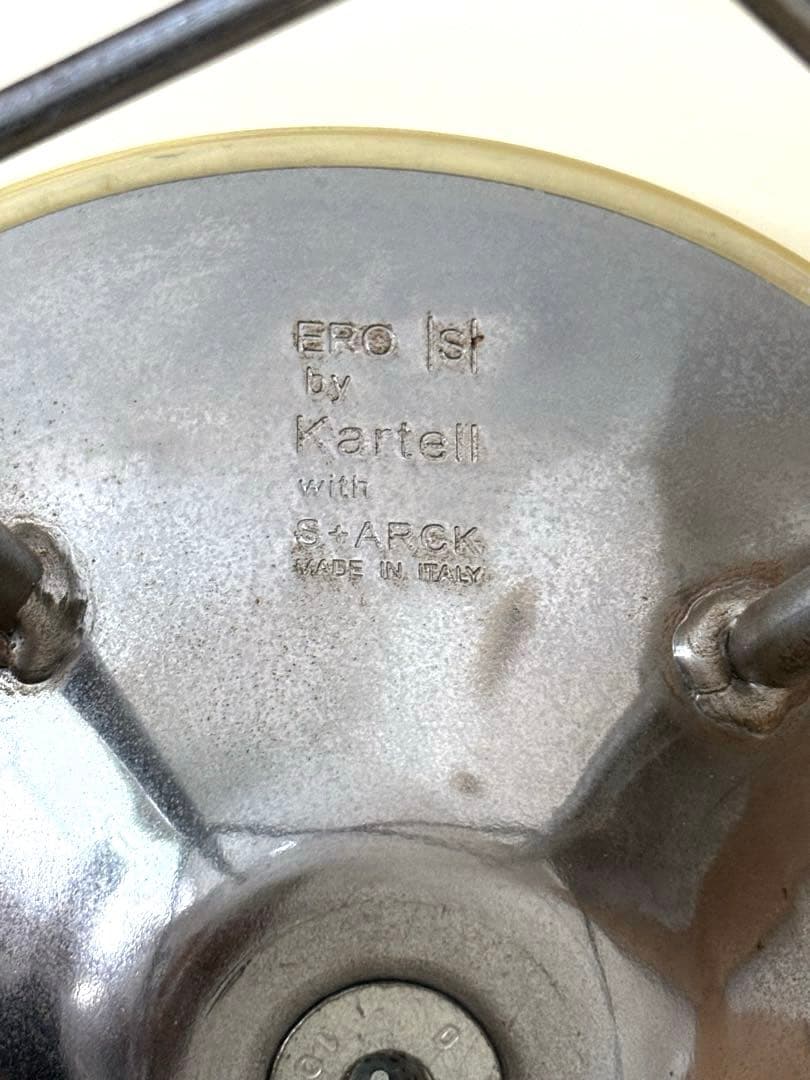 ERO |S|
by
Kartell
with
S+ARCK
MADE IN ITALY